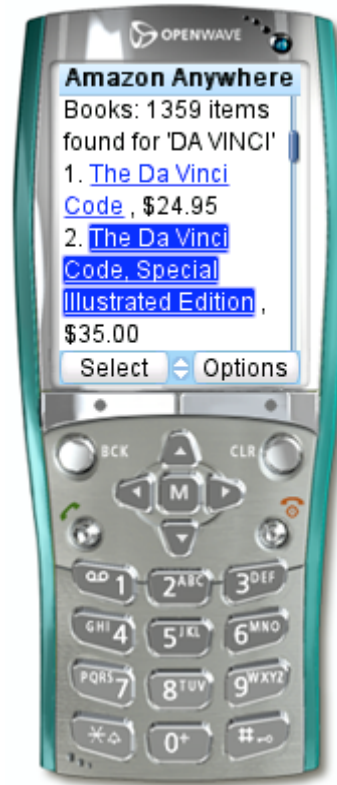 OPENWAVE
Amazon Anywhere
Books: 1359 items
found for 'DA VINCI'
1. The Da Vinci
Code , $24.95
2. The Da Vinci
Code, Special
Illustrated Edition ,
$35.00
Select Options
BCK CLR
M
1 2ABC 3DEF
GHI4 5JKL 6MNO
PQRS7 8TUV 9WXYZ
* 0+ #